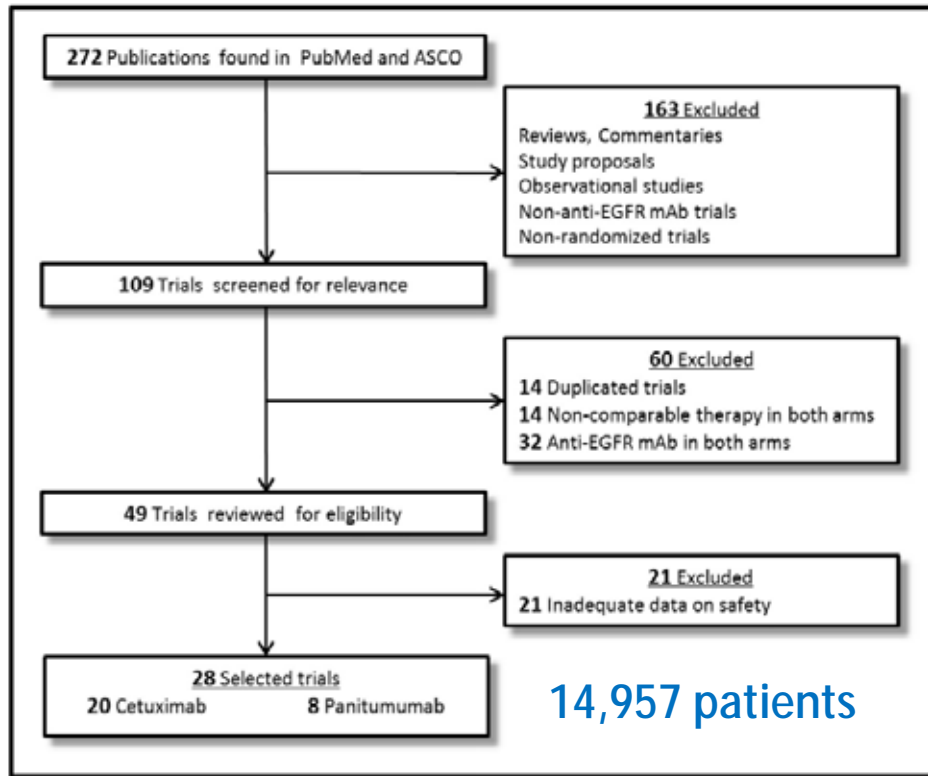 272 Publications found in PubMed and ASCO
163 Excluded
Reviews, Commentaries
Study proposals
Observational studies
Non-anti-EGFR mAb trials
Non-randomized trials
109 Trials screened for relevance
60 Excluded
14 Duplicated trials
14 Non-comparable therapy in both arms
32 Anti-EGFR mAb in both arms
49 Trials reviewed for eligibility
21 Excluded
21 Inadequate data on safety
28 Selected trials
20 Cetuximab 8 Panitumumab
14,957 patients